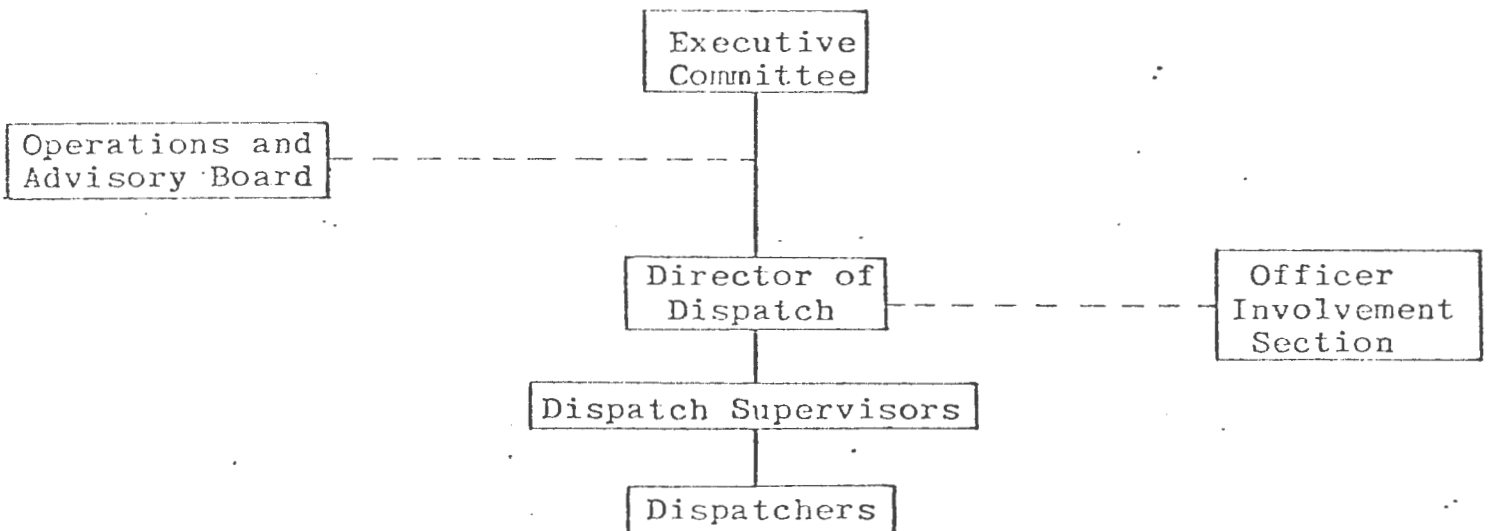 Executive
Committee
Operations and
Advisory Board
Director of
Dispatch
Officer
Involvement
Section
Dispatch Supervisors
Dispatchers